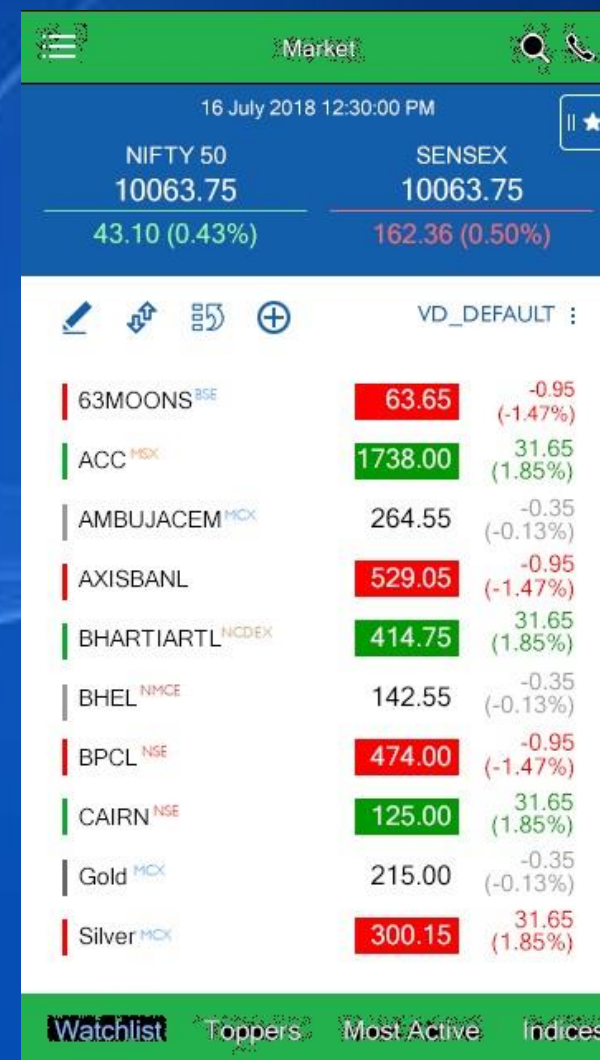 Market
16 July 2018 12:30:00 PM
NIFTY 50 SENSEX
10063.75 10063.75
43.10 (0.43%) 162.36 (0.50%)
VD_DEFAULT
63MOONS BSE 63.65 -0.95
(-1.47%)
ACC MSX 1738.00 31.65
(1.85%)
AMBUJACEM MCX 264.55 -0.35
(-0.13%)
AXISBANL 529.05 -0.95
(-1.47%)
BHARTIARTL NCDEX 414.75 31.65
(1.85%)
BHEL NMCE 142.55 -0.35
(-0.13%)
BPCL NSE 474.00 -0.95
(-1.47%)
CAIRN NSE 125.00 31.65
(1.85%)
Gold MCX 215.00 -0.35
(-0.13%)
Silver MCX 300.15 31.65
(1.85%)
Watchlist Toppers Most Active Indices